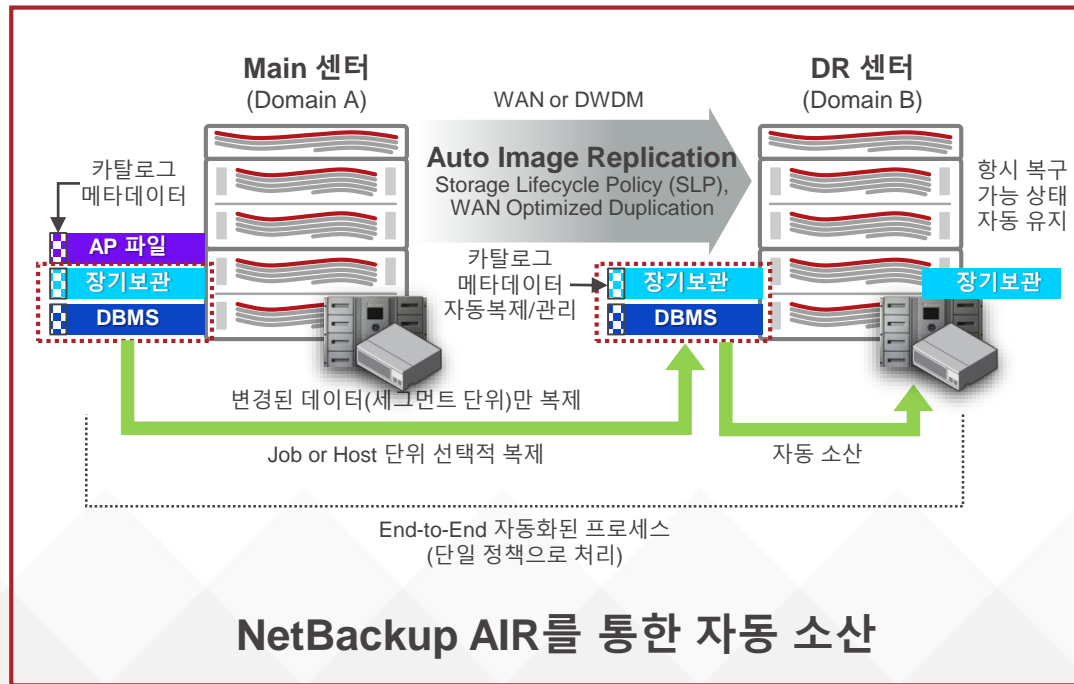 Main 센터
(Domain A)
WAN or DWDM
DR 센터
(Domain B)
카탈로그
메타데이터
Auto Image Replication
Storage Lifecycle Policy (SLP),
WAN Optimized Duplication
항시 복구
가능 상태
자동 유지
AP 파일
장기보관
DBMS
카탈로그
메타데이터
자동복제/관리
장기보관
DBMS
장기보관
변경된 데이터(세그먼트 단위)만 복제
Job or Host 단위 선택적 복제
자동 소산
End-to-End 자동화된 프로세스
(단일 정책으로 처리)
NetBackup AIR를 통한 자동 소산